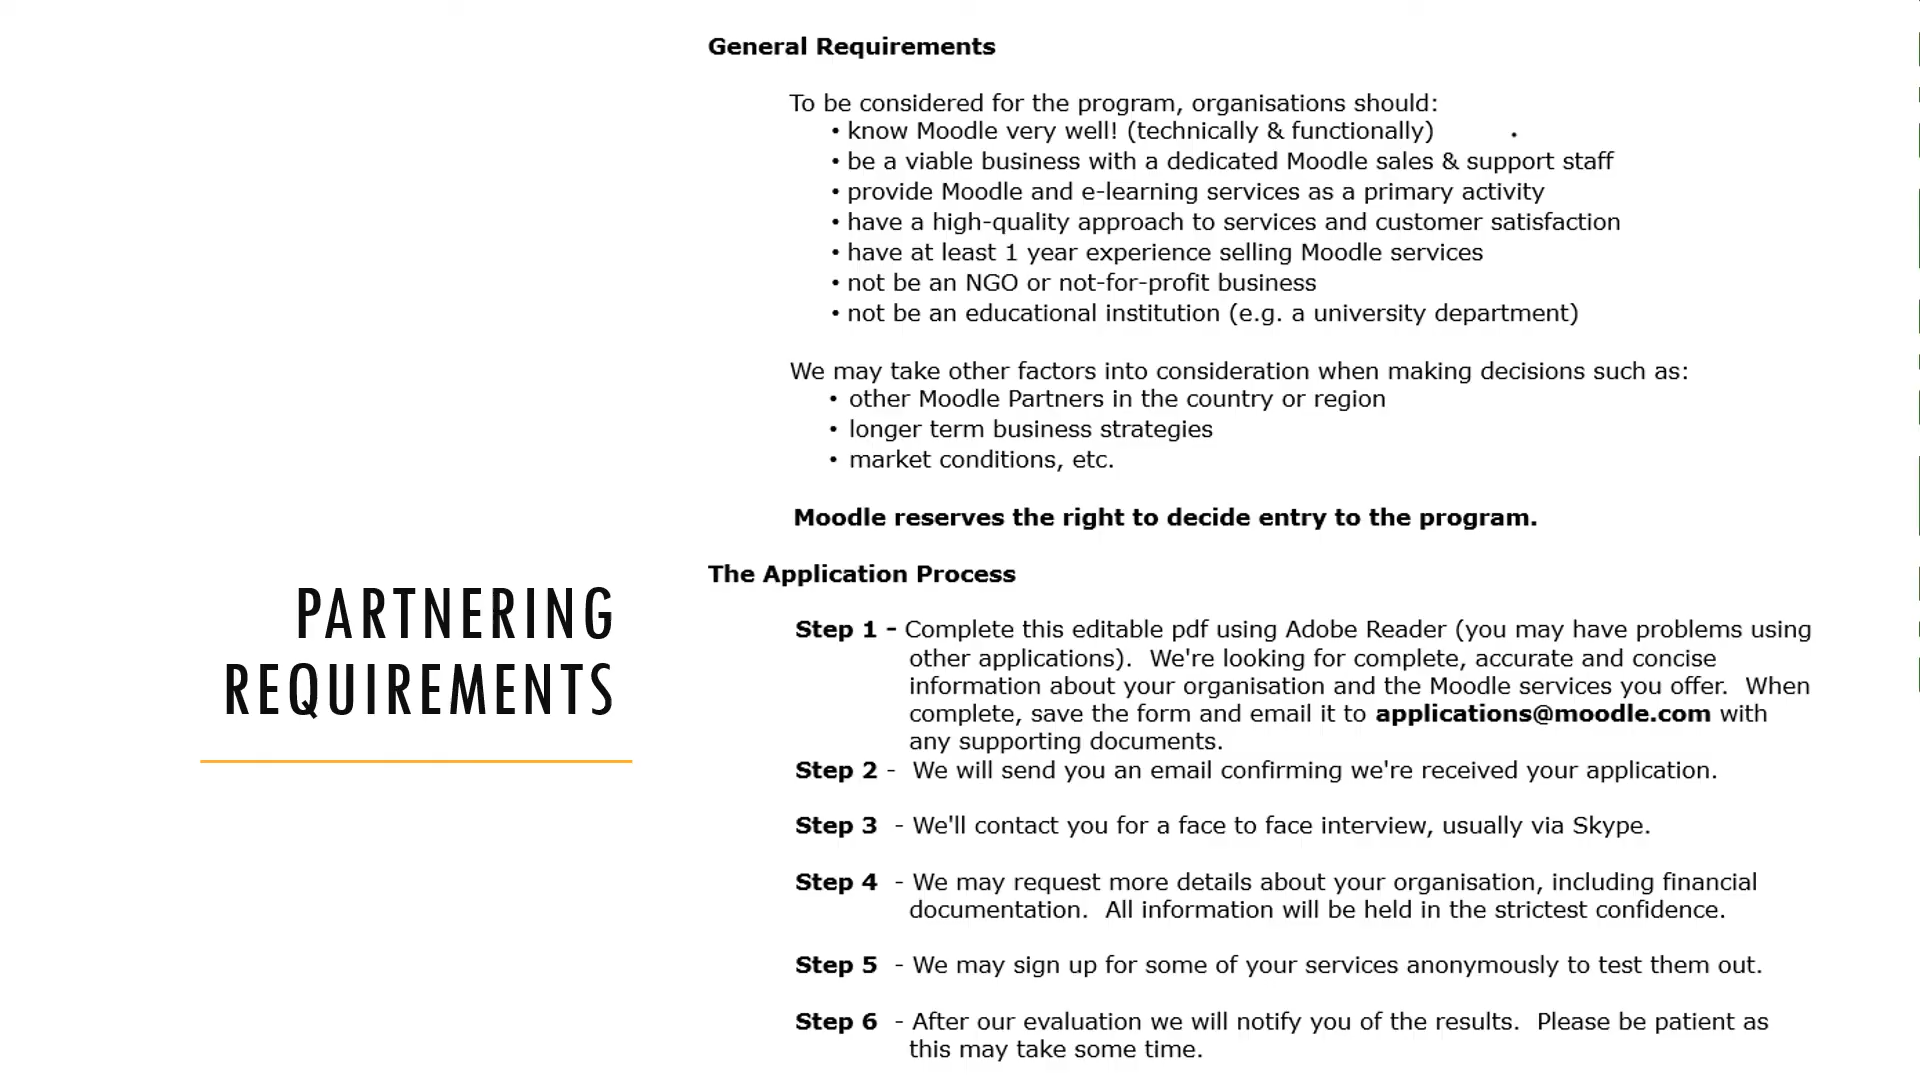 PARTNERING
REQUIREMENTS
General Requirements
To be considered for the program, organisations should:
• know Moodle very well! (technically & functionally)
• be a viable business with a dedicated Moodle sales & support staff
• provide Moodle and e-learning services as a primary activity
• have a high-quality approach to services and customer satisfaction
• have at least 1 year experience selling Moodle services
• not be an NGO or not-for-profit business
• not be an educational institution (e.g. a university department)
We may take other factors into consideration when making decisions such as:
• other Moodle Partners in the country or region
• longer term business strategies
• market conditions, etc.
Moodle reserves the right to decide entry to the program.
The Application Process
Step 1 - Complete this editable pdf using Adobe Reader (you may have problems using
other applications).  We're looking for complete, accurate and concise
information about your organisation and the Moodle services you offer.  When
complete, save the form and email it to applications@moodle.com with
any supporting documents.
Step 2 -  We will send you an email confirming we're received your application.
Step 3  - We'll contact you for a face to face interview, usually via Skype.
Step 4  - We may request more details about your organisation, including financial
documentation.  All information will be held in the strictest confidence.
Step 5  - We may sign up for some of your services anonymously to test them out.
Step 6  - After our evaluation we will notify you of the results.  Please be patient as
this may take some time.